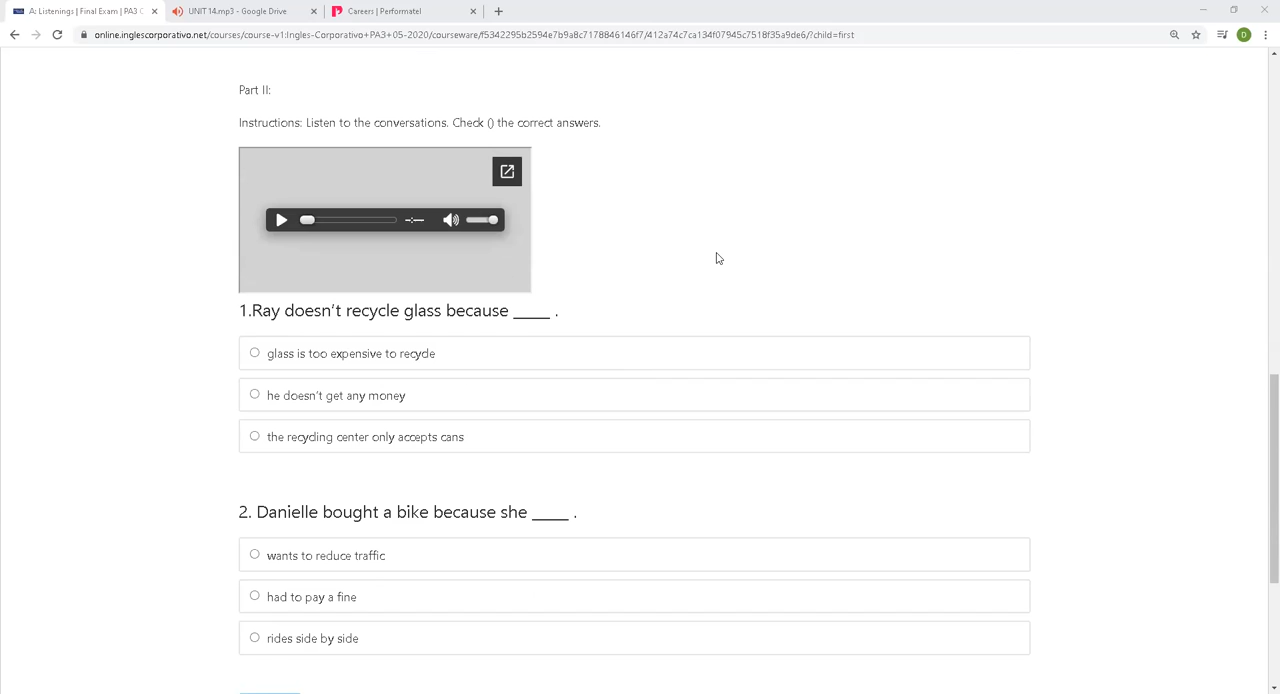 A: Listenings | Final Exam | PA3 C
UNIT 14.mp3 - Google Drive
Careers | Performatel
online.inglescorporativo.net/courses/course-v1:Ingles-Corporativo+PA3+05-2020/courseware/f5342295b2594e7b9a8c7178846146f7/412a74c7ca134f07945c7518f35a9de6/?child=first
D
Part II:
Instructions: Listen to the conversations. Check () the correct answers.
--:--
1.Ray doesn't recycle glass because ____ .
glass is too expensive to recycle
he doesn't get any money
the recycling center only accepts cans
2. Danielle bought a bike because she ____ .
wants to reduce traffic
had to pay a fine
rides side by side